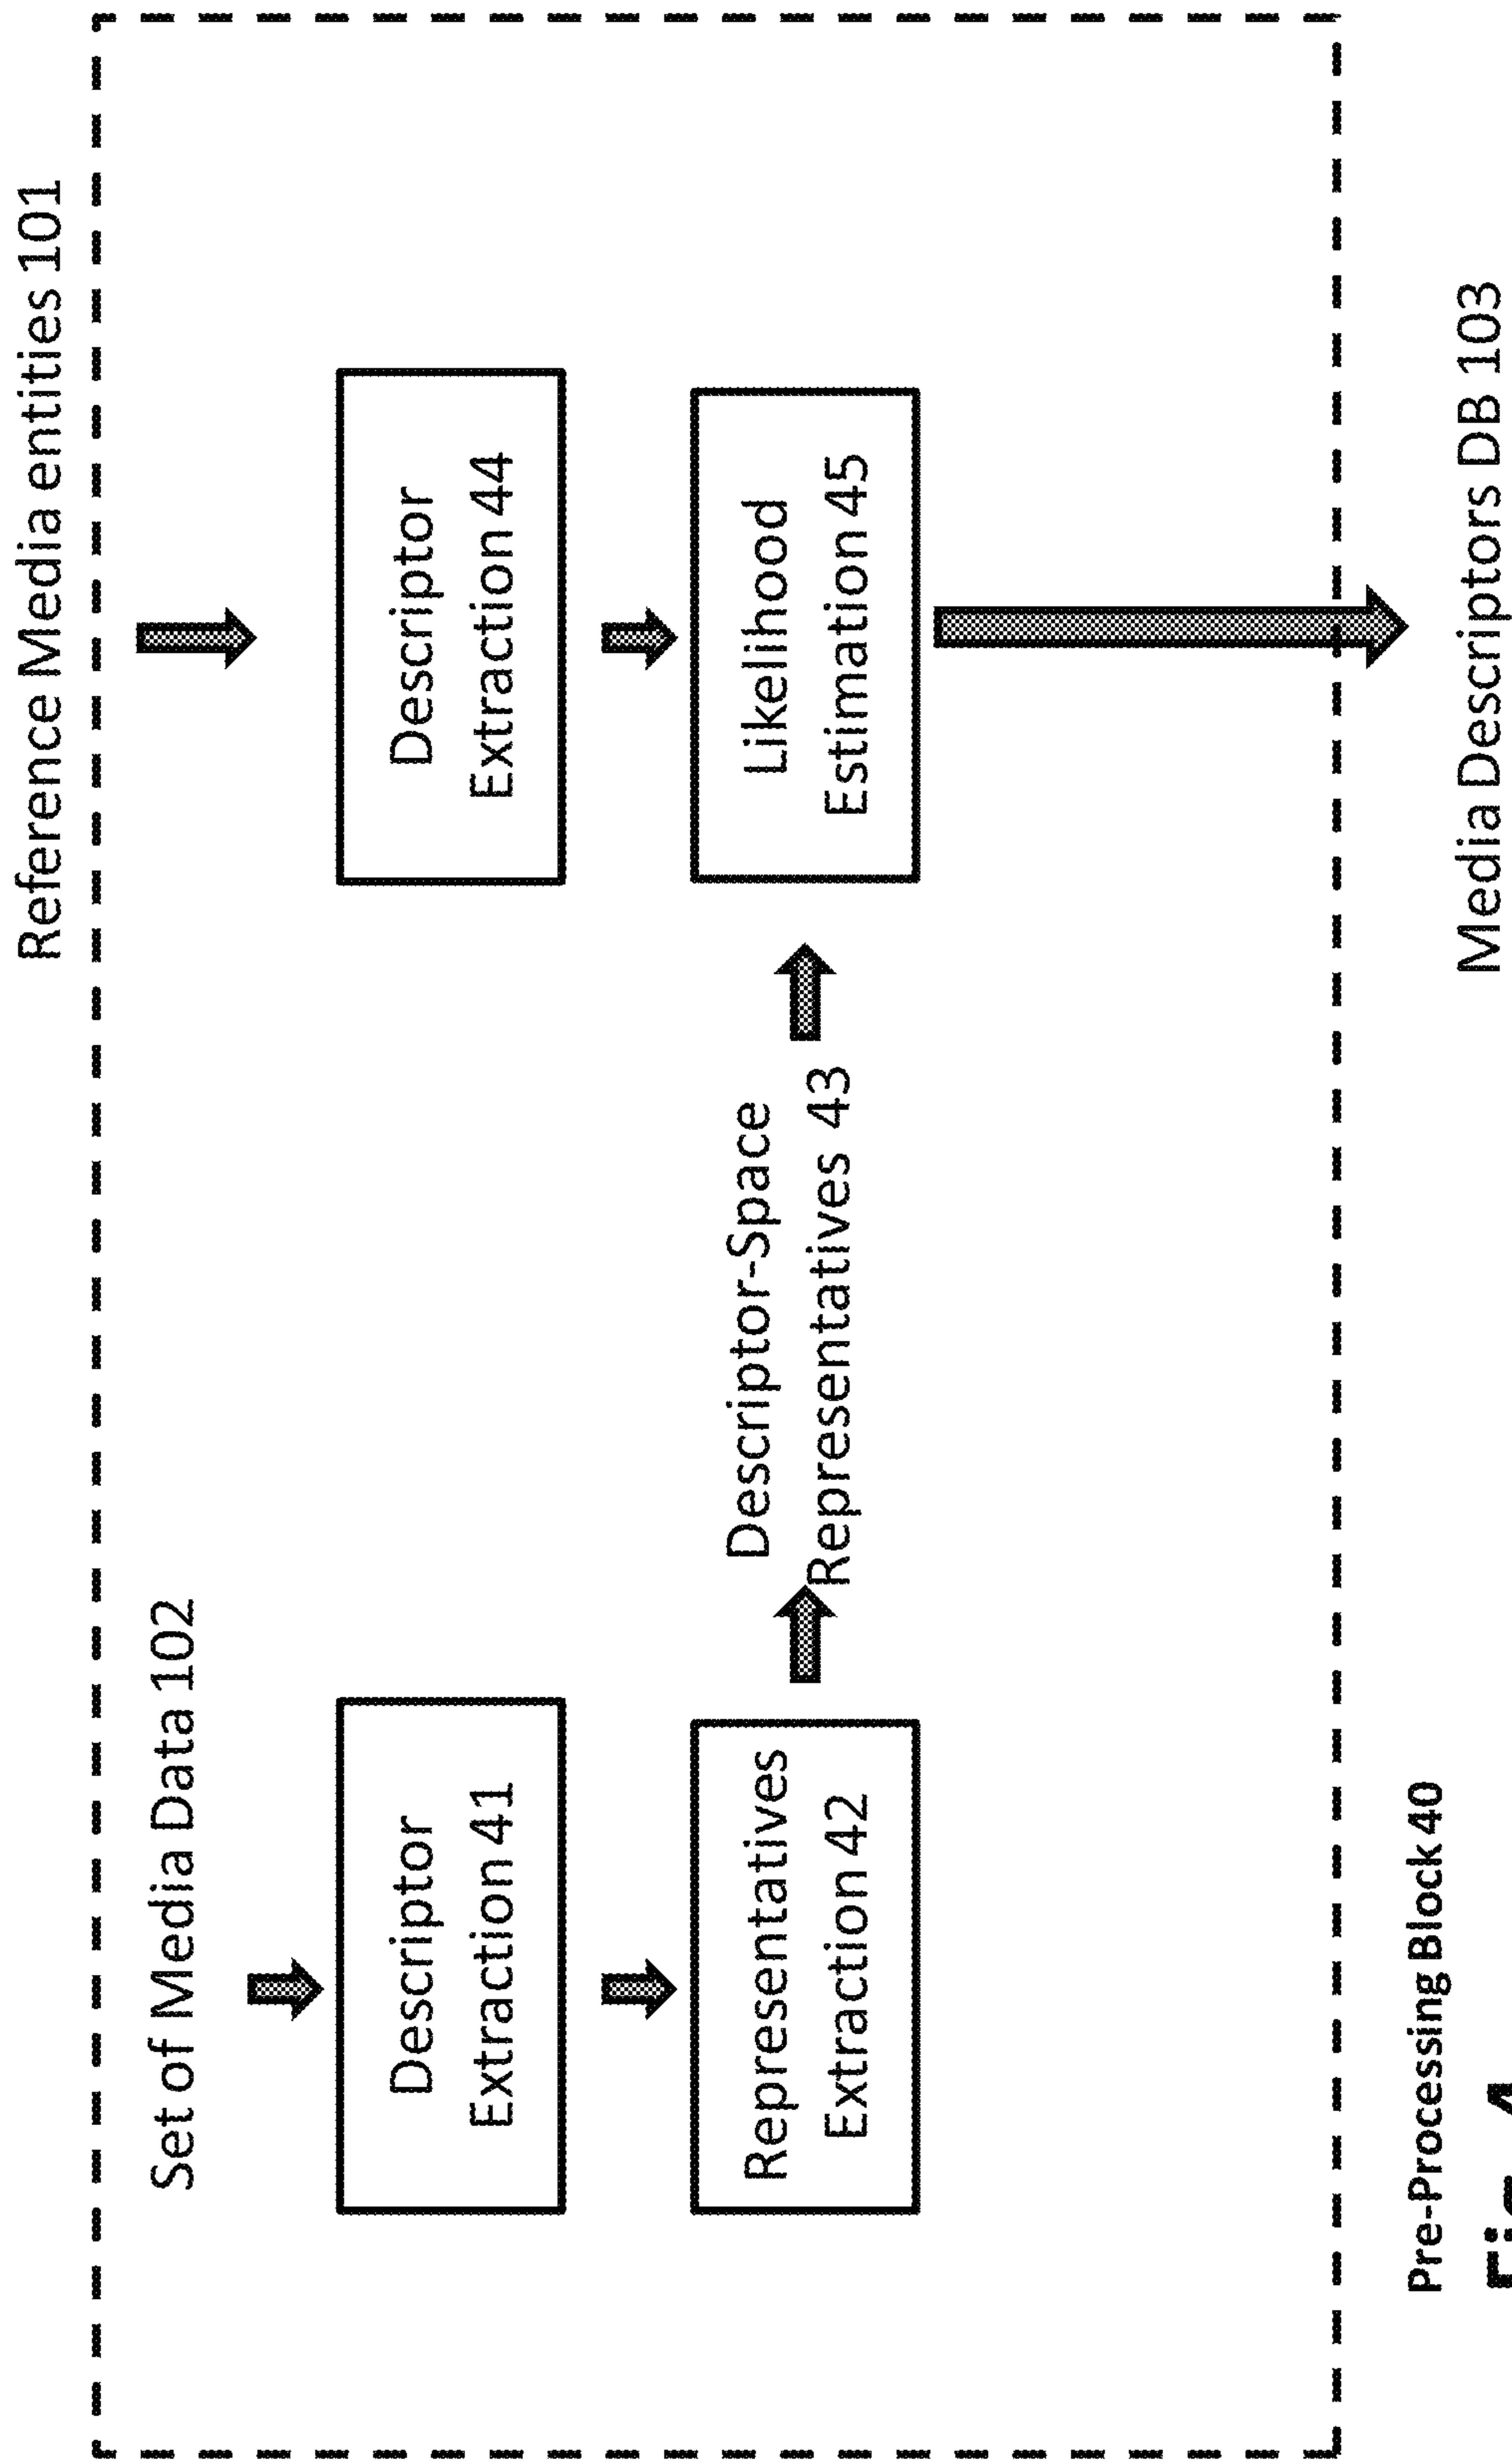 Reference Media entities 101
Set of Media Data 102
Descriptor
Extraction 41
Descriptor
Extraction 44
Representatives
Extraction 42
Descriptor-Space
Representatives 43
Likelihood
Estimation 45
Pre-Processing Block 40
Media Descriptors DB 103